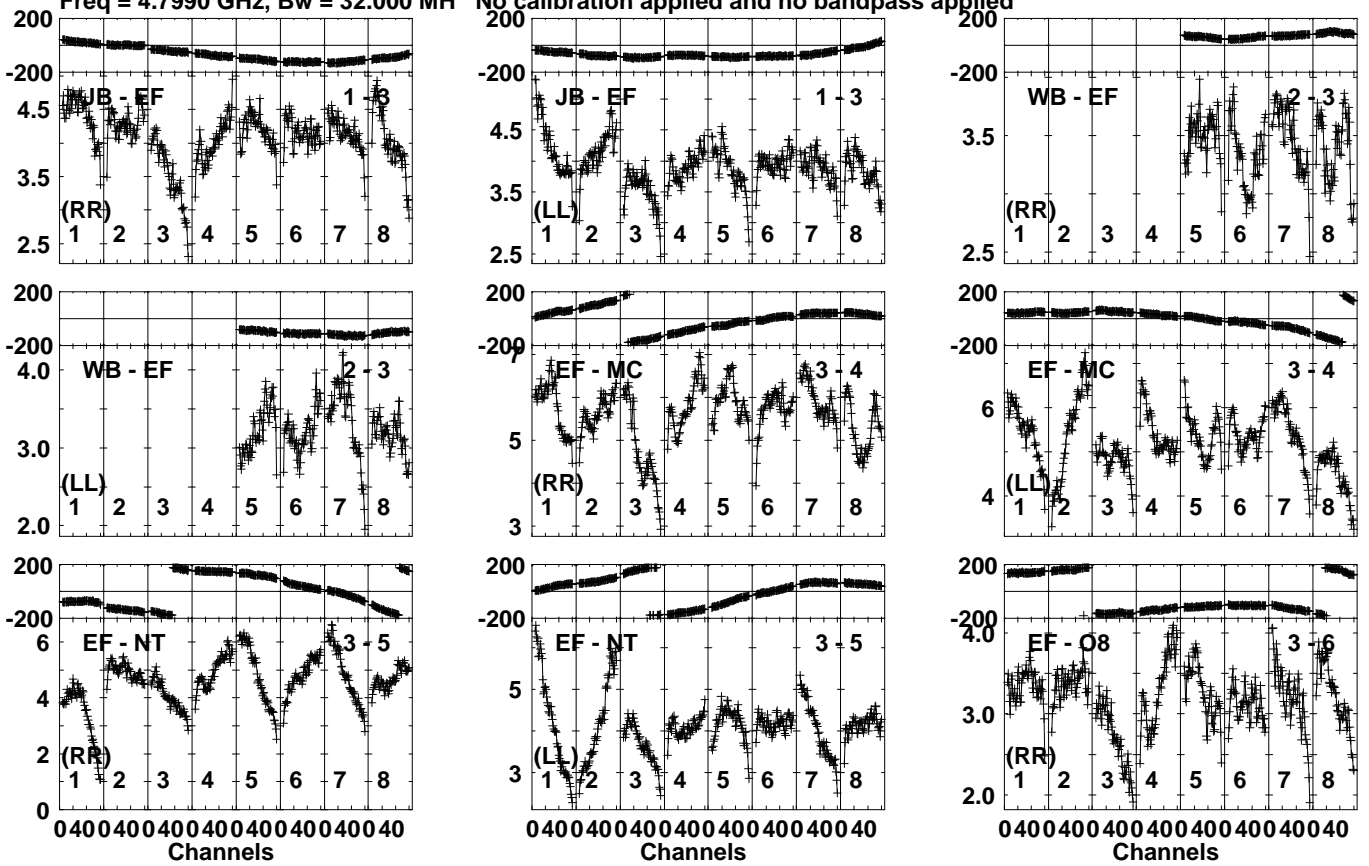 Freq = 4.7990 GHz, Bw = 32.000 MH No calibration applied and no bandpass applied
200
-200
4.5
3.5
2.5
JB - EF 1 - 3
(RR)
1 2 3 4 5 6 7 8
200
-200
4.5
3.5
2.5
JB - EF 1 - 3
(LL)
1 2 3 4 5 6 7 8
200
-200
3.5
2.5
WB - EF 2 - 3
(RR)
1 2 3 4 5 6 7 8
200
-200
4.0
3.0
2.0
WB - EF 2 - 3
(LL)
1 2 3 4 5 6 7 8
200
-200
7
5
3
EF - MC 3 - 4
(RR)
1 2 3 4 5 6 7 8
200
-200
6
4
EF - MC 3 - 4
(LL)
1 2 3 4 5 6 7 8
200
-200
6
4
2
0
EF - NT 3 - 5
(RR)
1 2 3 4 5 6 7 8
0 40 0 40 0 40 0 40 0 40 0 40 0 40 0 40
Channels
200
-200
5
3
EF - NT 3 - 5
(LL)
1 2 3 4 5 6 7 8
0 40 0 40 0 40 0 40 0 40 0 40 0 40 0 40
Channels
200
-200
4.0
3.0
2.0
EF - O8 3 - 6
(RR)
1 2 3 4 5 6 7 8
0 40 0 40 0 40 0 40 0 40 0 40 0 40 0 40
Channels